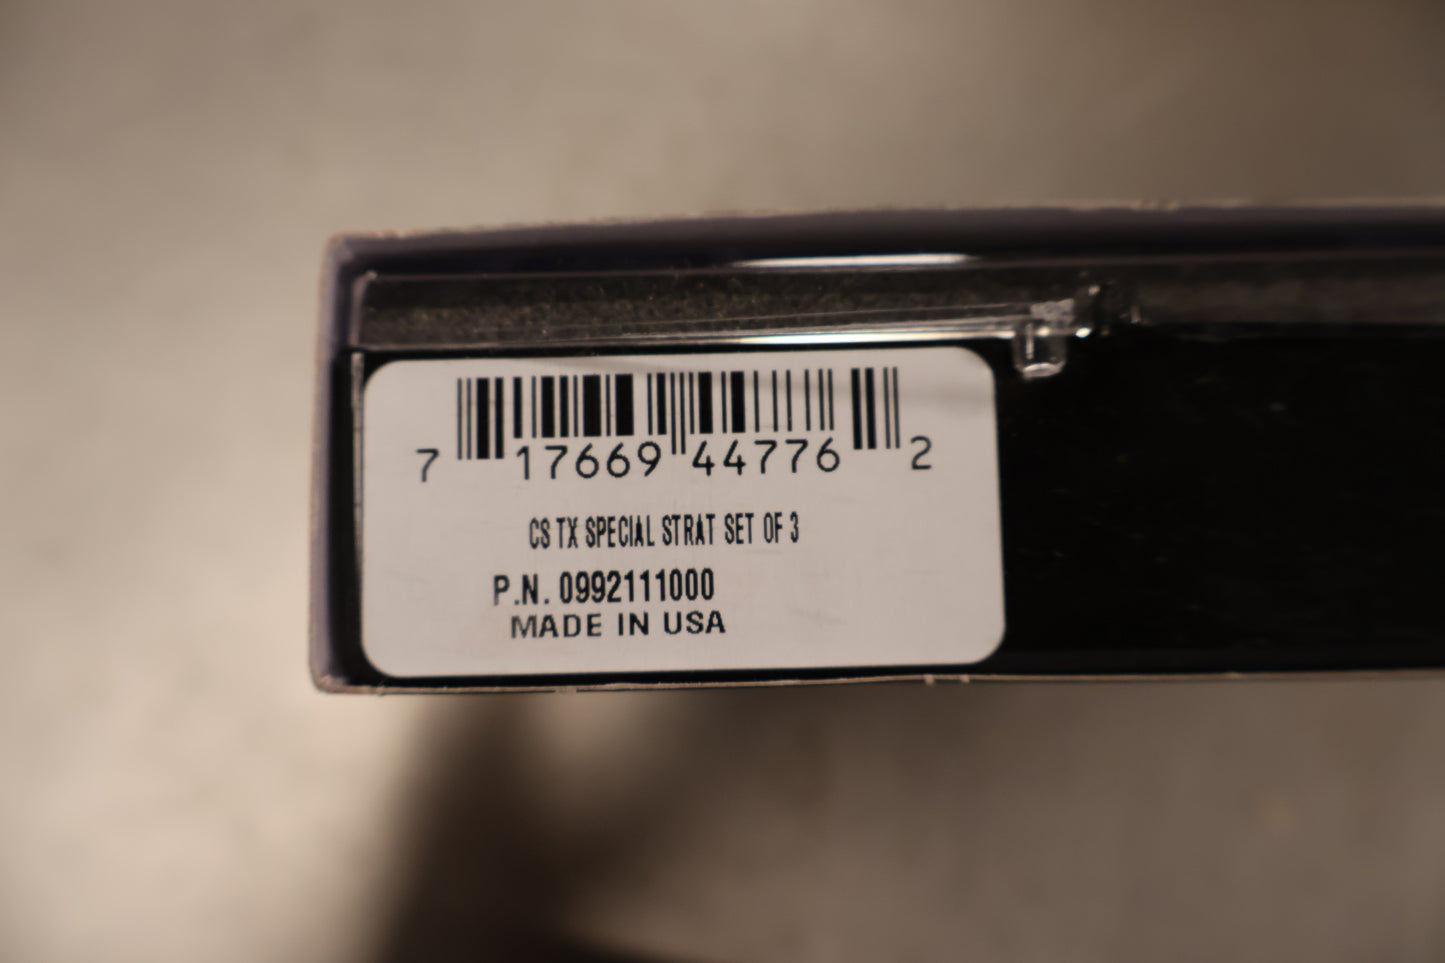 7 17669 44776 2
CS TX SPECIAL STRAT SET OF 3
P.N. 0992111000
MADE IN USA